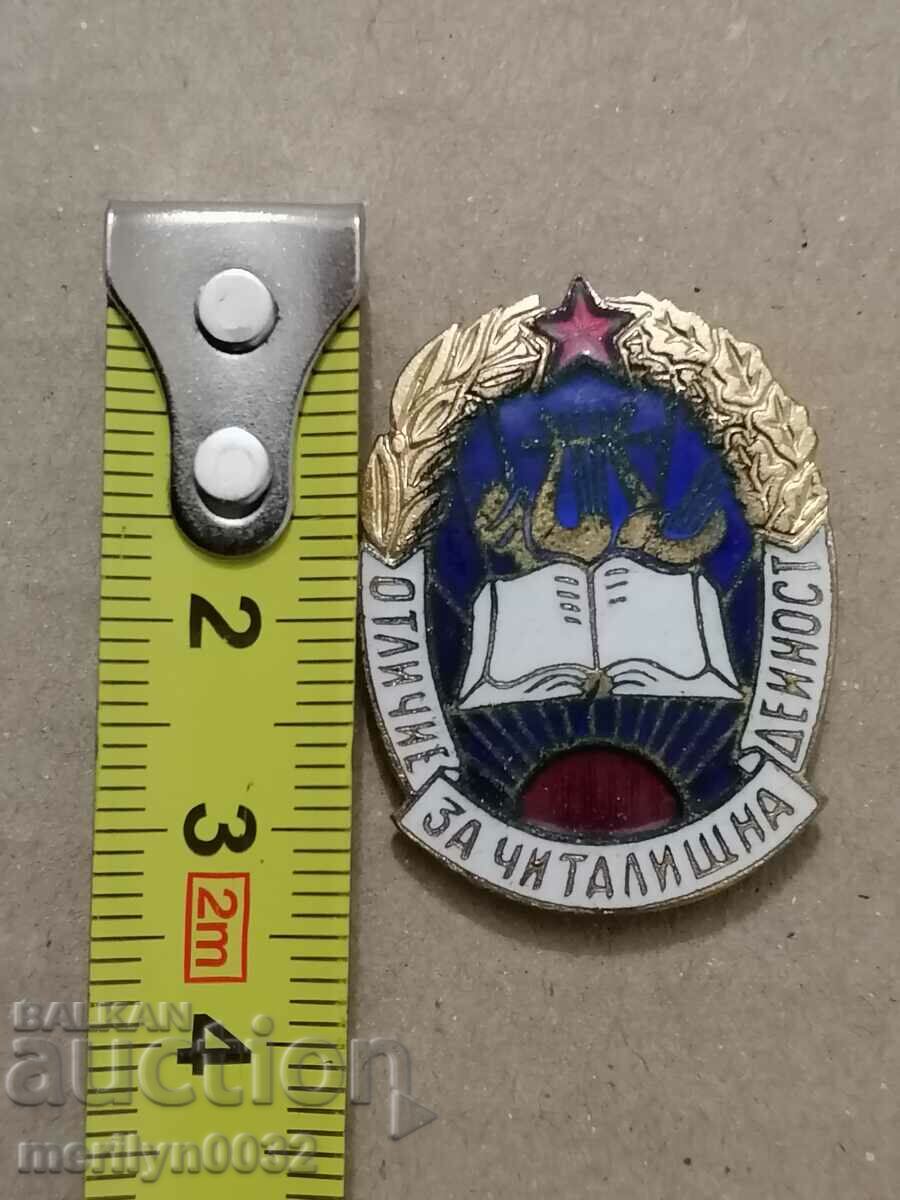 2
3
2m
4
ОТЛИЧИЕ
ЗА ЧИТАЛИЩНА
ДЕЙНОСТ
BALKAN
auction
merilyn0032